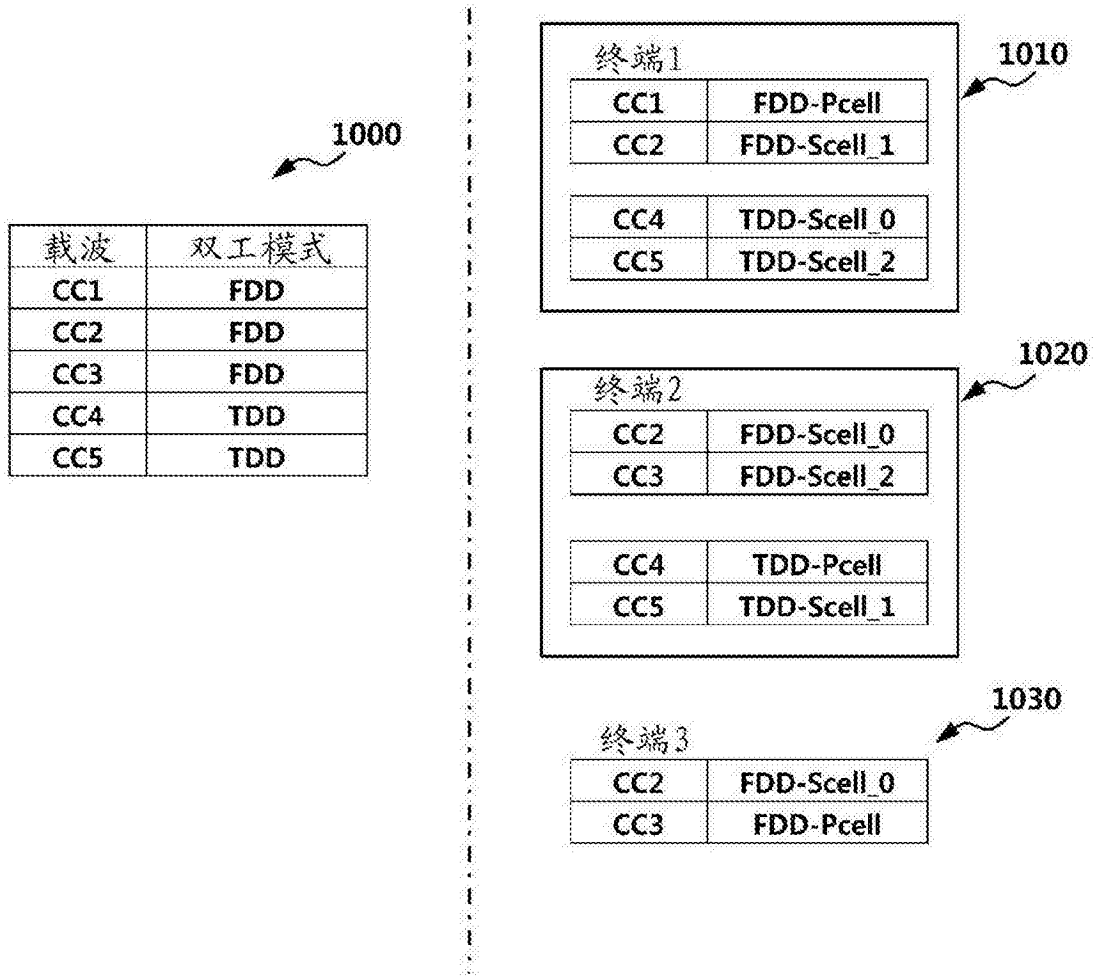 1000
载波 双工模式
CC1 FDD
CC2 FDD
CC3 FDD
CC4 TDD
CC5 TDD
1010
终端1
CC1 FDD-Pcell
CC2 FDD-Scell_1
CC4 TDD-Scell_0
CC5 TDD-Scell_2
1020
终端2
CC2 FDD-Scell_0
CC3 FDD-Scell_2
CC4 TDD-Pcell
CC5 TDD-Scell_1
1030
终端3
CC2 FDD-Scell_0
CC3 FDD-Pcell